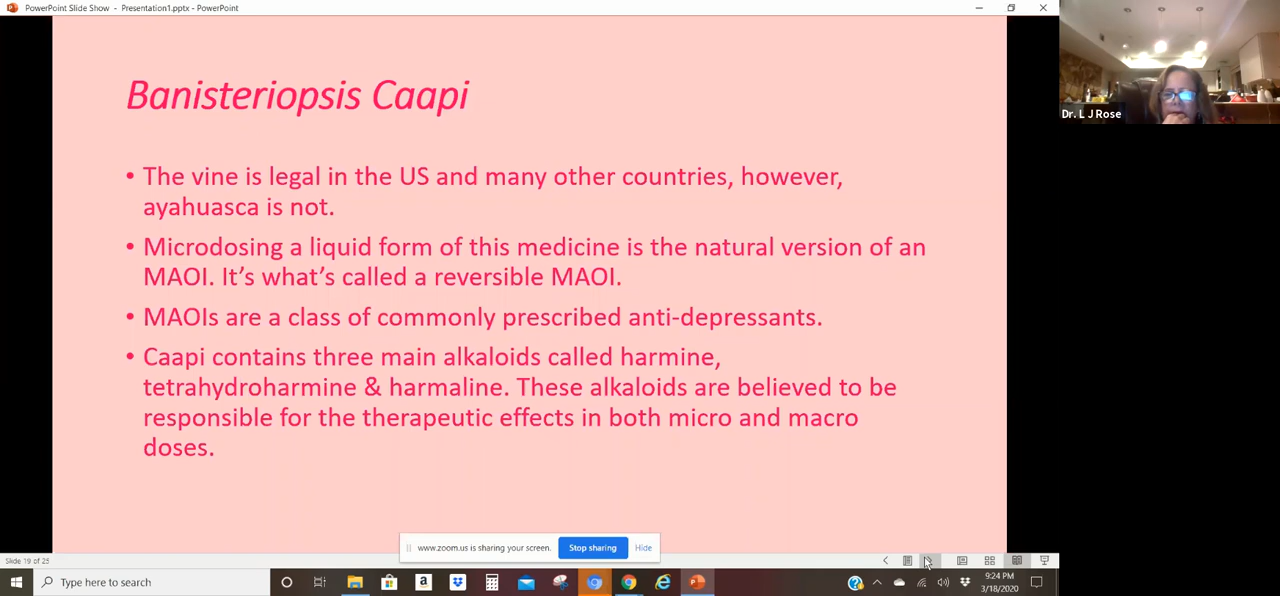 PowerPoint Slide Show - Presentation1.pptx - PowerPoint
Banisteriopsis Caapi
• The vine is legal in the US and many other countries, however,
ayahuasca is not.
• Microdosing a liquid form of this medicine is the natural version of an
MAOI. It's what's called a reversible MAOI.
• MAOIs are a class of commonly prescribed anti-depressants.
• Caapi contains three main alkaloids called harmine,
tetrahydroharmine & harmaline. These alkaloids are believed to be
responsible for the therapeutic effects in both micro and macro
doses.
Dr. L J Rose
www.zoom.us is sharing your screen. Stop sharing Hide
Slide 19 of 25
Type here to search
9:24 PM
3/18/2020